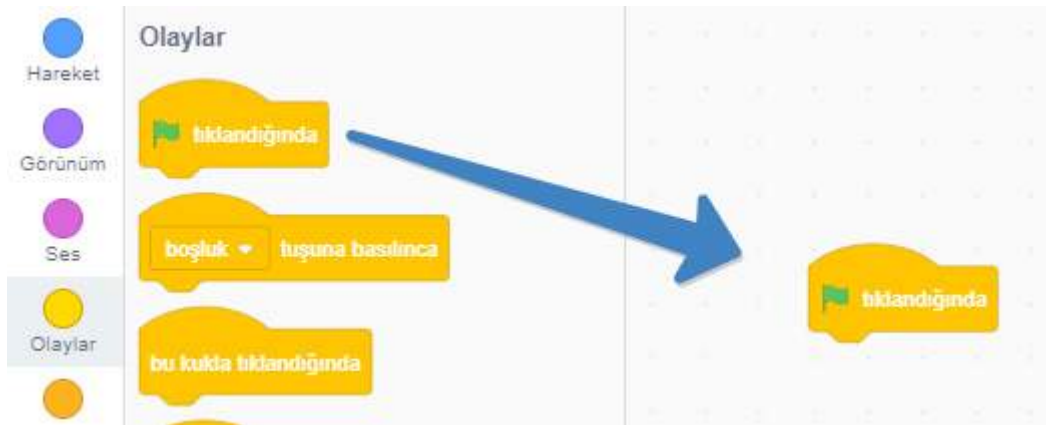 Hareket
Görünüm
Ses
Olaylar
Olaylar
tıklandığında
boşluk tuşuna basılınca
bu kukla tıklandığında
tıklandığında